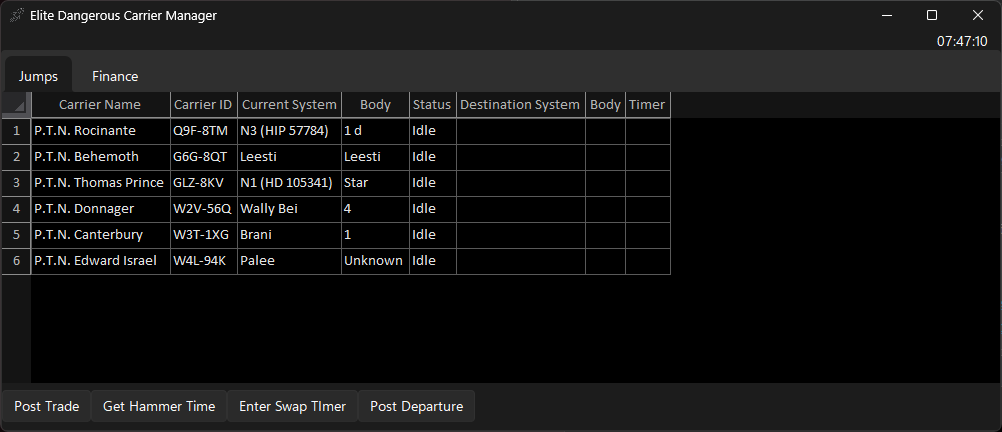 Elite Dangerous Carrier Manager
07:47:10
Jumps Finance
Carrier Name Carrier ID Current System Body Status Destination System Body Timer
1 P.T.N. Rocinante Q9F-8TM N3 (HIP 57784) 1 d Idle
2 P.T.N. Behemoth G6G-8QT Leesti Leesti Idle
3 P.T.N. Thomas Prince GLZ-8KV N1 (HD 105341) Star Idle
4 P.T.N. Donnager W2V-56Q Wally Bei 4 Idle
5 P.T.N. Canterbury W3T-1XG Brani 1 Idle
6 P.T.N. Edward Israel W4L-94K Palee Unknown Idle
Post Trade Get Hammer Time Enter Swap TImer Post Departure